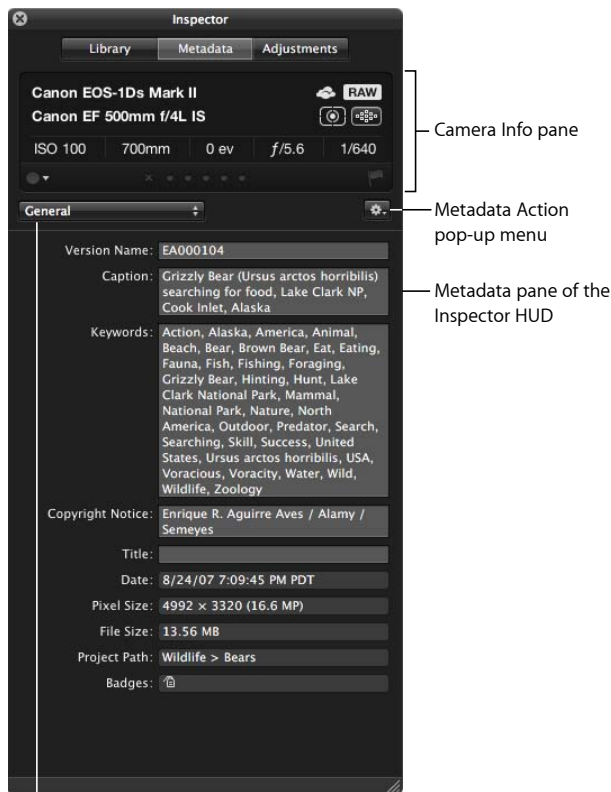 Inspector
Library Metadata Adjustments
Canon EOS-1Ds Mark II RAW
Canon EF 500mm f/4L IS
ISO 100 700mm 0 ev ƒ/5.6 1/640
Camera Info pane
General
Metadata Action
pop-up menu
Version Name: EA000104
Caption: Grizzly Bear (Ursus arctos horribilis)
searching for food, Lake Clark NP,
Cook Inlet, Alaska
Metadata pane of the
Inspector HUD
Keywords: Action, Alaska, America, Animal,
Beach, Bear, Brown Bear, Eat, Eating,
Fauna, Fish, Fishing, Foraging,
Grizzly Bear, Hinting, Hunt, Lake
Clark National Park, Mammal,
National Park, Nature, North
America, Outdoor, Predator, Search,
Searching, Skill, Success, United
States, Ursus arctos horribilis, USA,
Voracious, Voracity, Water, Wild,
Wildlife, Zoology
Copyright Notice: Enrique R. Aguirre Aves / Alamy /
Semeyes
Title:
Date: 8/24/07 7:09:45 PM PDT
Pixel Size: 4992 × 3320 (16.6 MP)
File Size: 13.56 MB
Project Path: Wildlife > Bears
Badges: